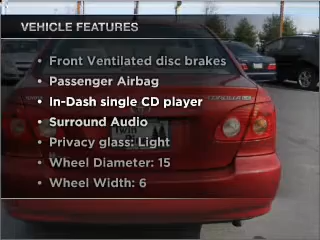 VEHICLE FEATURES
• Front Ventilated disc brakes
• Passenger Airbag
• In-Dash single CD player
• Surround Audio
• Privacy glass: Light
• Wheel Diameter: 15
• Wheel Width: 6
TWIN